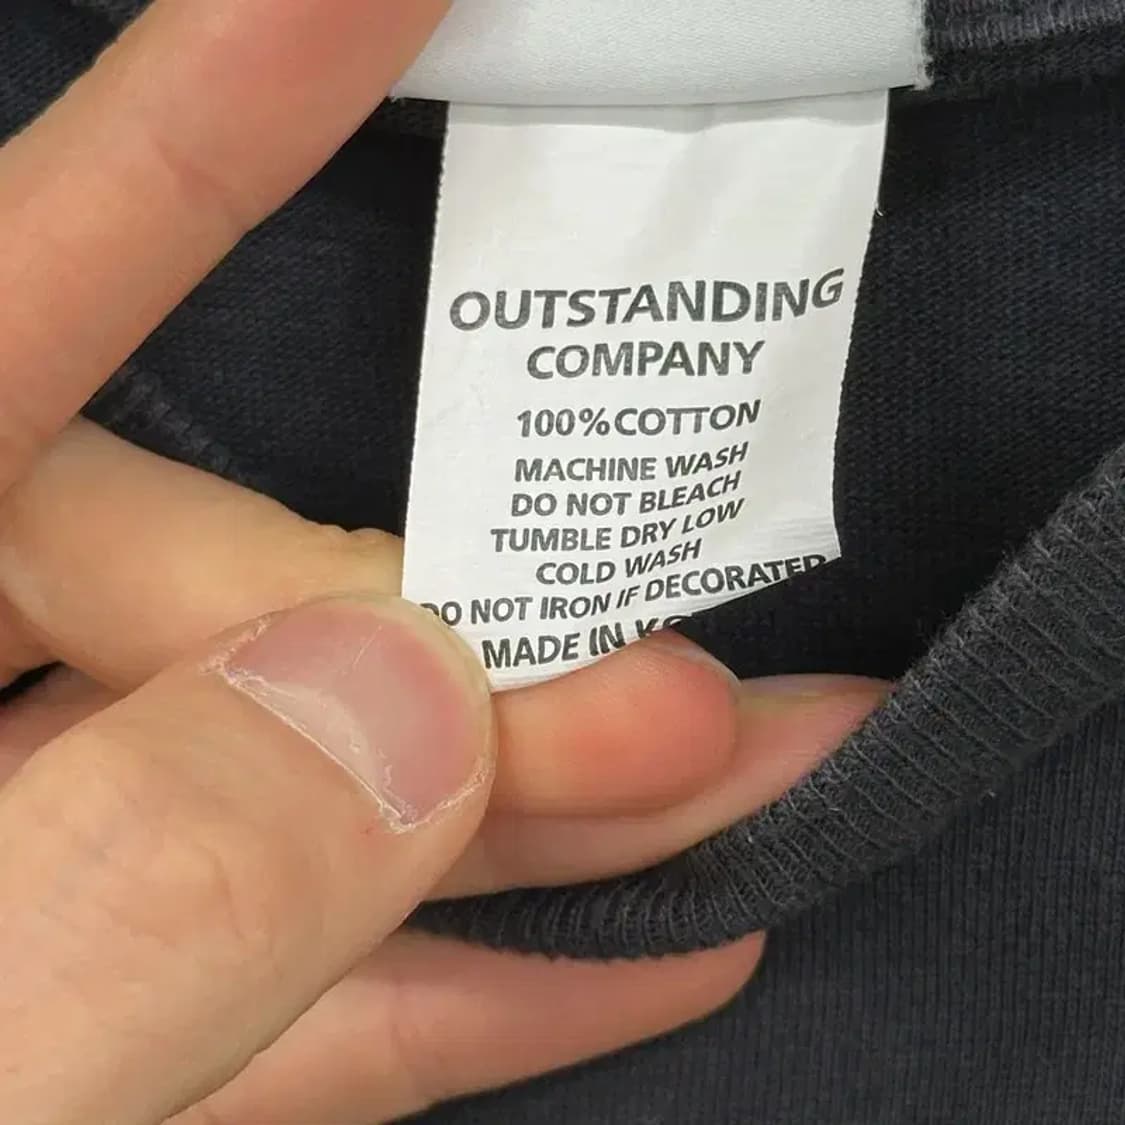 OUTSTANDING
COMPANY
100%COTTON
MACHINE WASH
DO NOT BLEACH
TUMBLE DRY LOW
COLD WASH
DO NOT IRON IF DECORATED
MADE IN